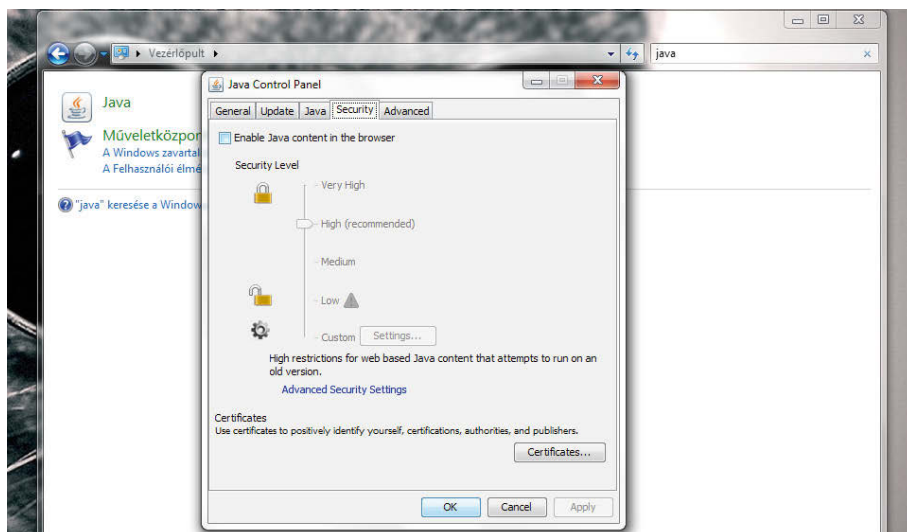 Vezérlőpult
java
Java
Műveletközpon
A Windows zavartal
A Felhasználói élmé
"java" keresése a Window
Java Control Panel
General Update Java Security Advanced
Enable Java content in the browser
Security Level
Very High
High (recommended)
Medium
Low
Custom Settings...
High restrictions for web based Java content that attempts to run on an
old version.
Advanced Security Settings
Certificates
Use certificates to positively identify yourself, certifications, authorities, and publishers.
Certificates...
OK Cancel Apply